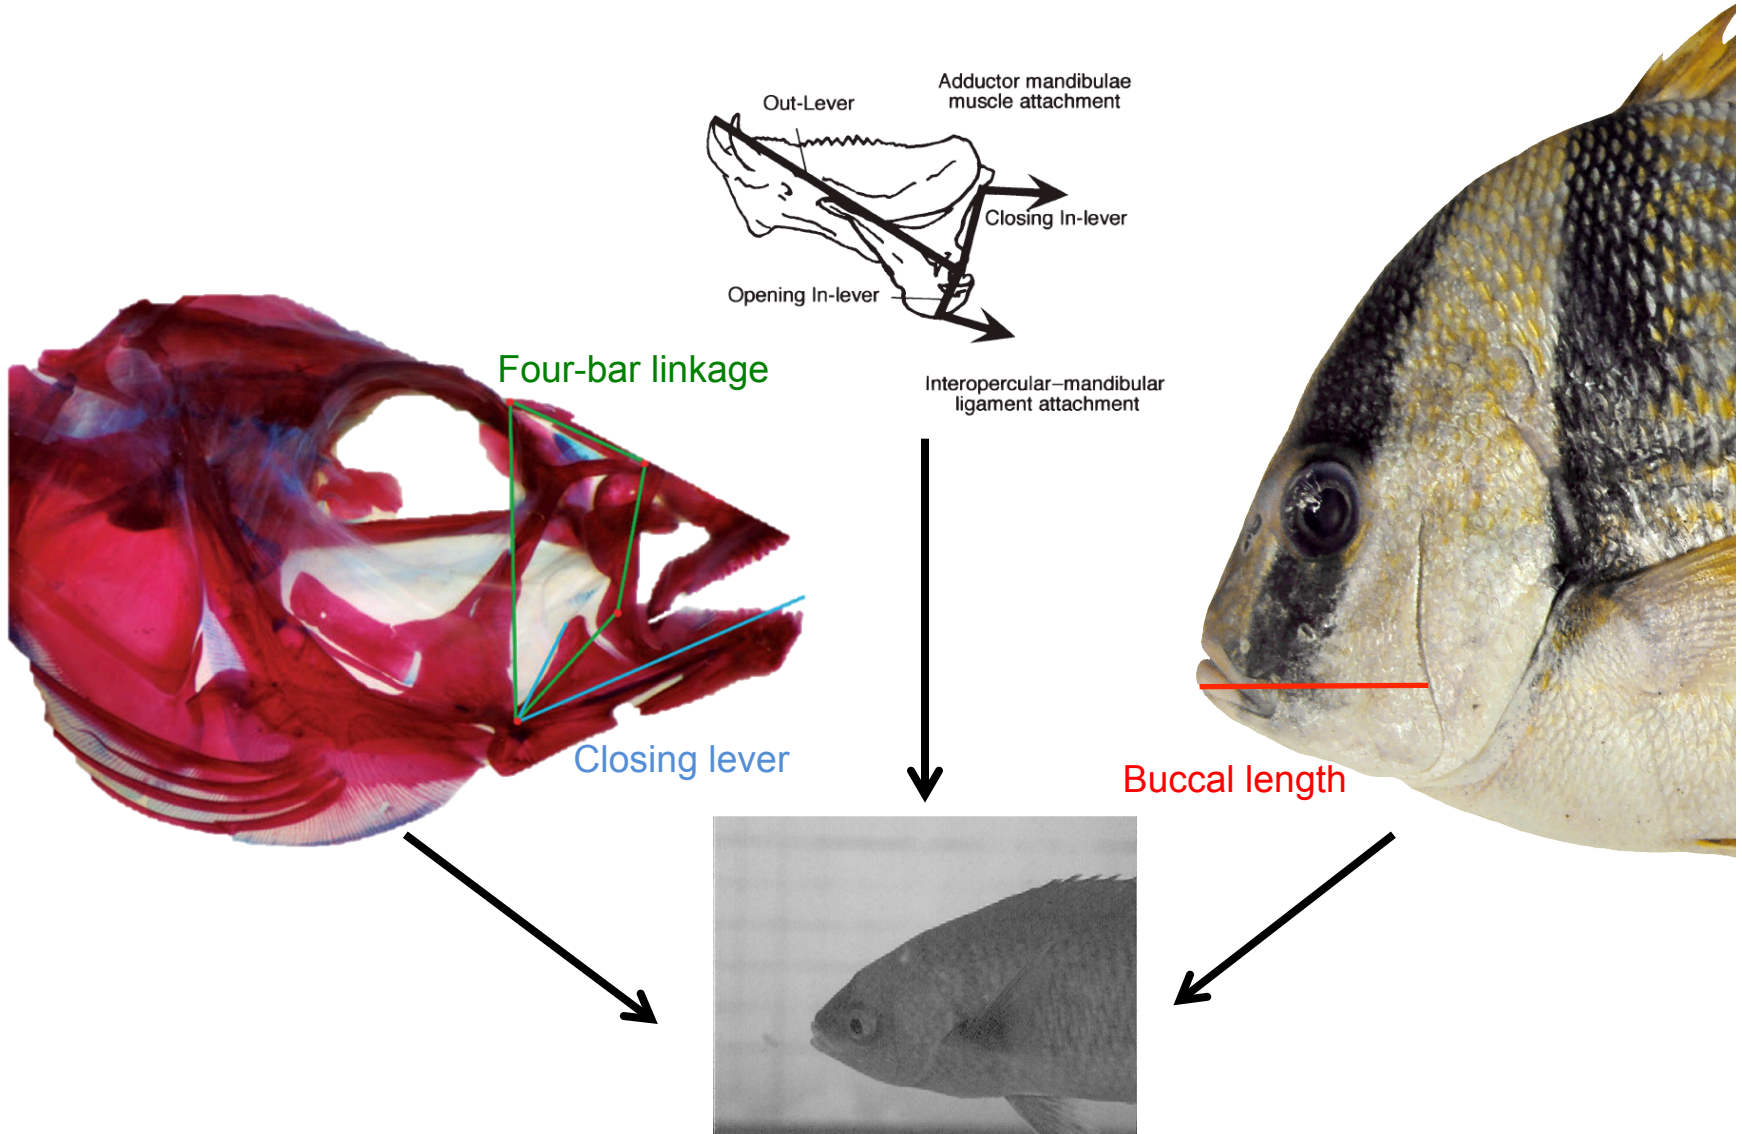 Adductor mandibulae
muscle attachment
Out-Lever
Closing In-lever
Opening In-lever
Four-bar linkage
Interopercular–mandibular
ligament attachment
Closing lever
Buccal length